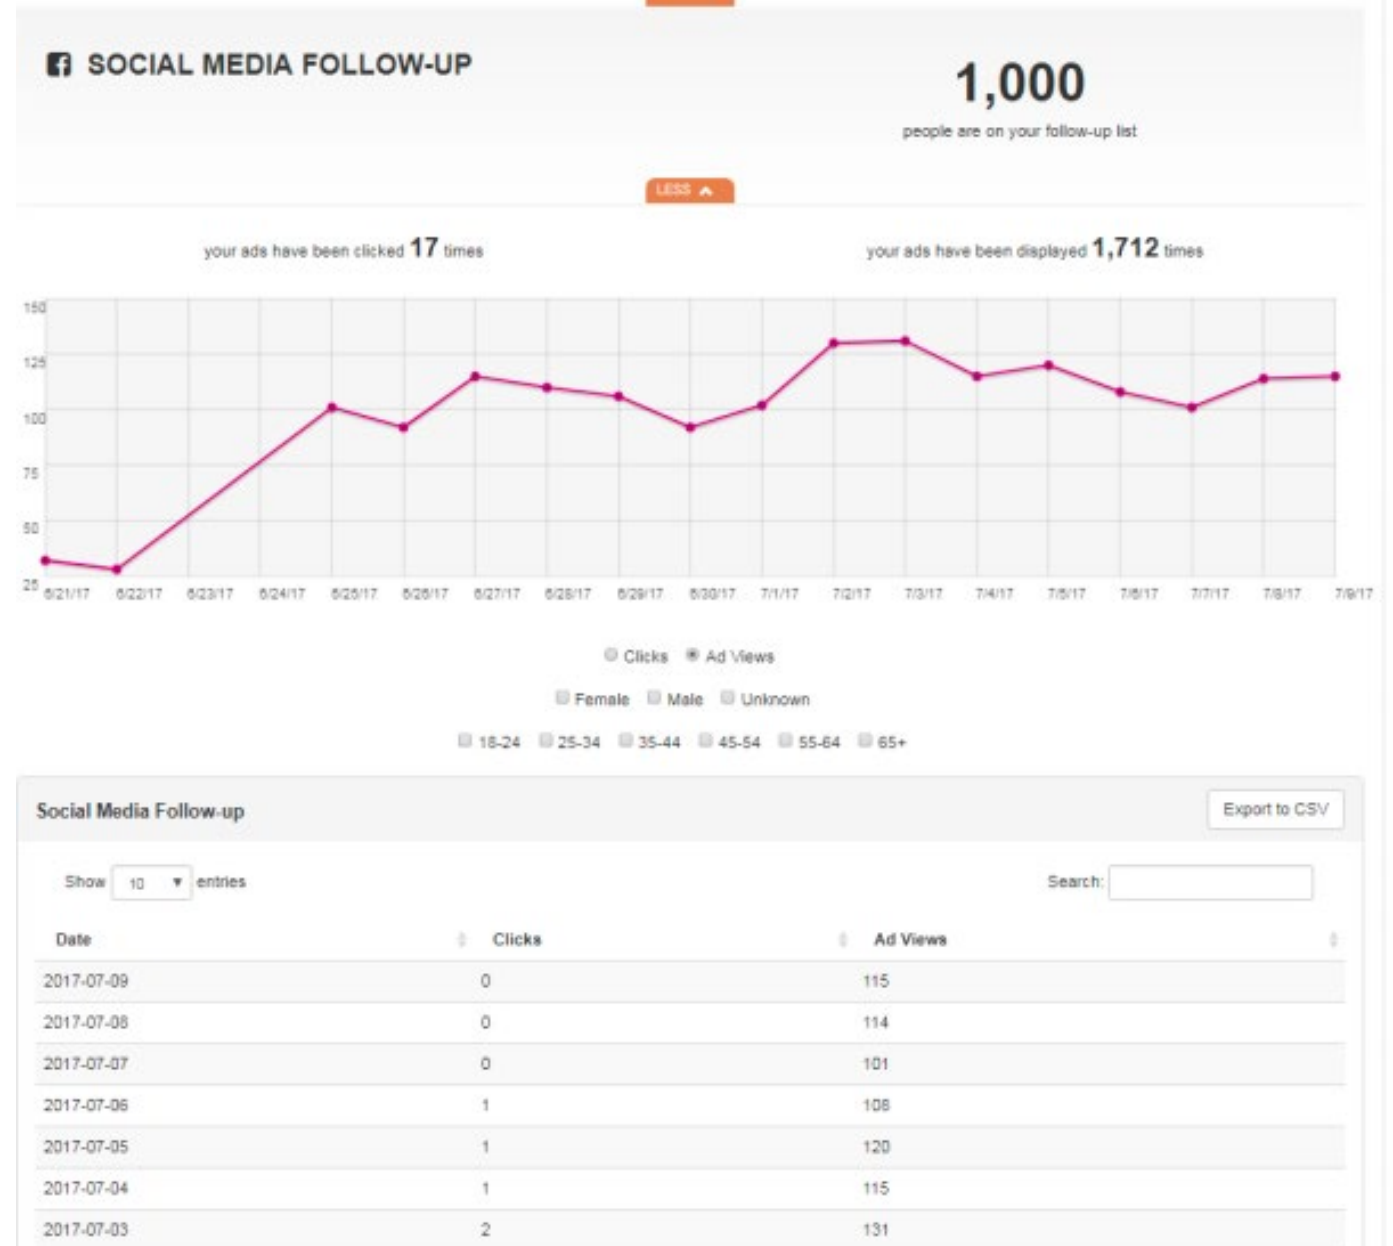 SOCIAL MEDIA FOLLOW-UP
1,000
people are on your follow-up list
LESS
your ads have been clicked 17 times
your ads have been displayed 1,712 times
150
125
100
75
50
25
6/21/17 6/22/17 6/23/17 6/24/17 6/25/17 6/26/17 6/27/17 6/28/17 6/29/17 6/30/17 7/1/17 7/2/17 7/3/17 7/4/17 7/5/17 7/6/17 7/7/17 7/8/17 7/9/17
Clicks Ad Views
Female Male Unknown
18-24 25-34 35-44 45-54 55-64 65+
Social Media Follow-up Export to CSV
Show 10 entries Search:
Date Clicks Ad Views
2017-07-09 0 115
2017-07-08 0 114
2017-07-07 0 101
2017-07-06 1 108
2017-07-05 1 120
2017-07-04 1 115
2017-07-03 2 131